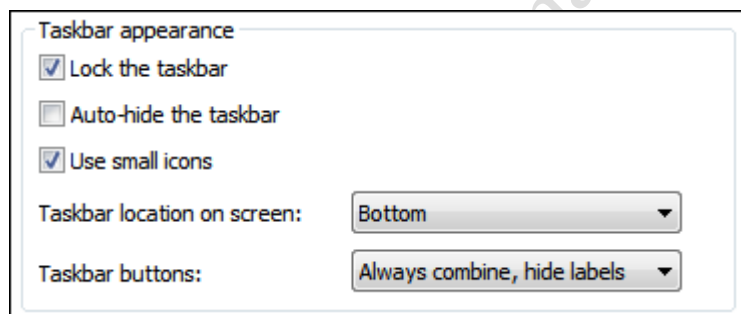 Taskbar appearance
Lock the taskbar
Auto-hide the taskbar
Use small icons
Taskbar location on screen: Bottom
Taskbar buttons: Always combine, hide labels